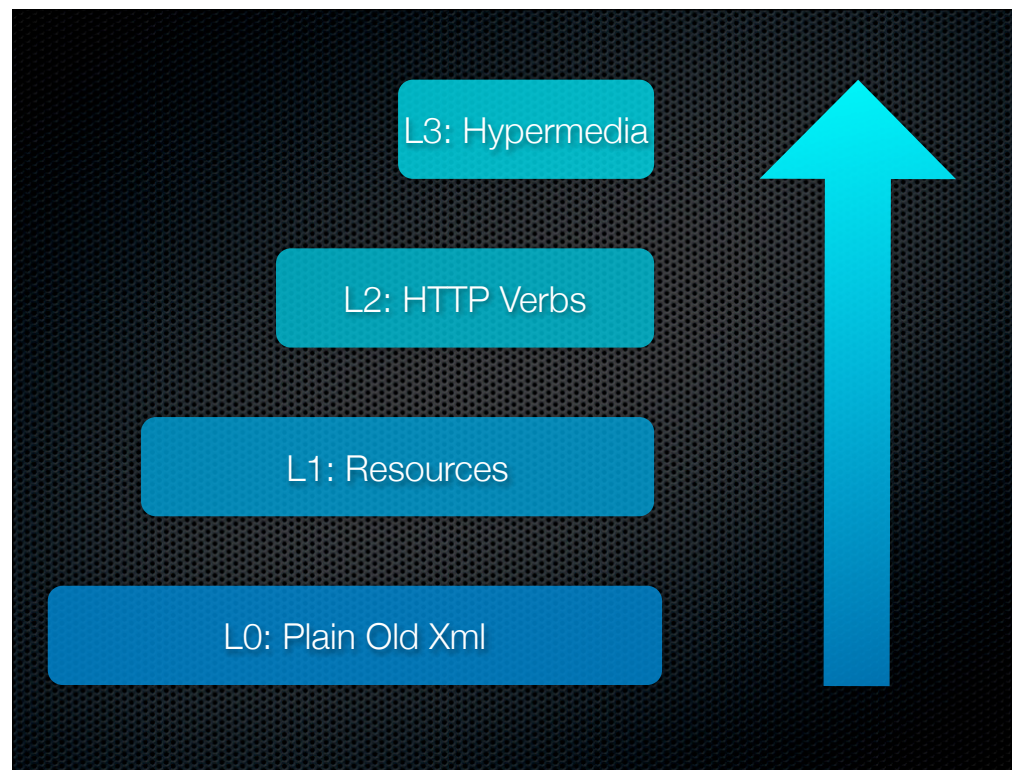 L3: Hypermedia
L2: HTTP Verbs
L1: Resources
L0: Plain Old Xml